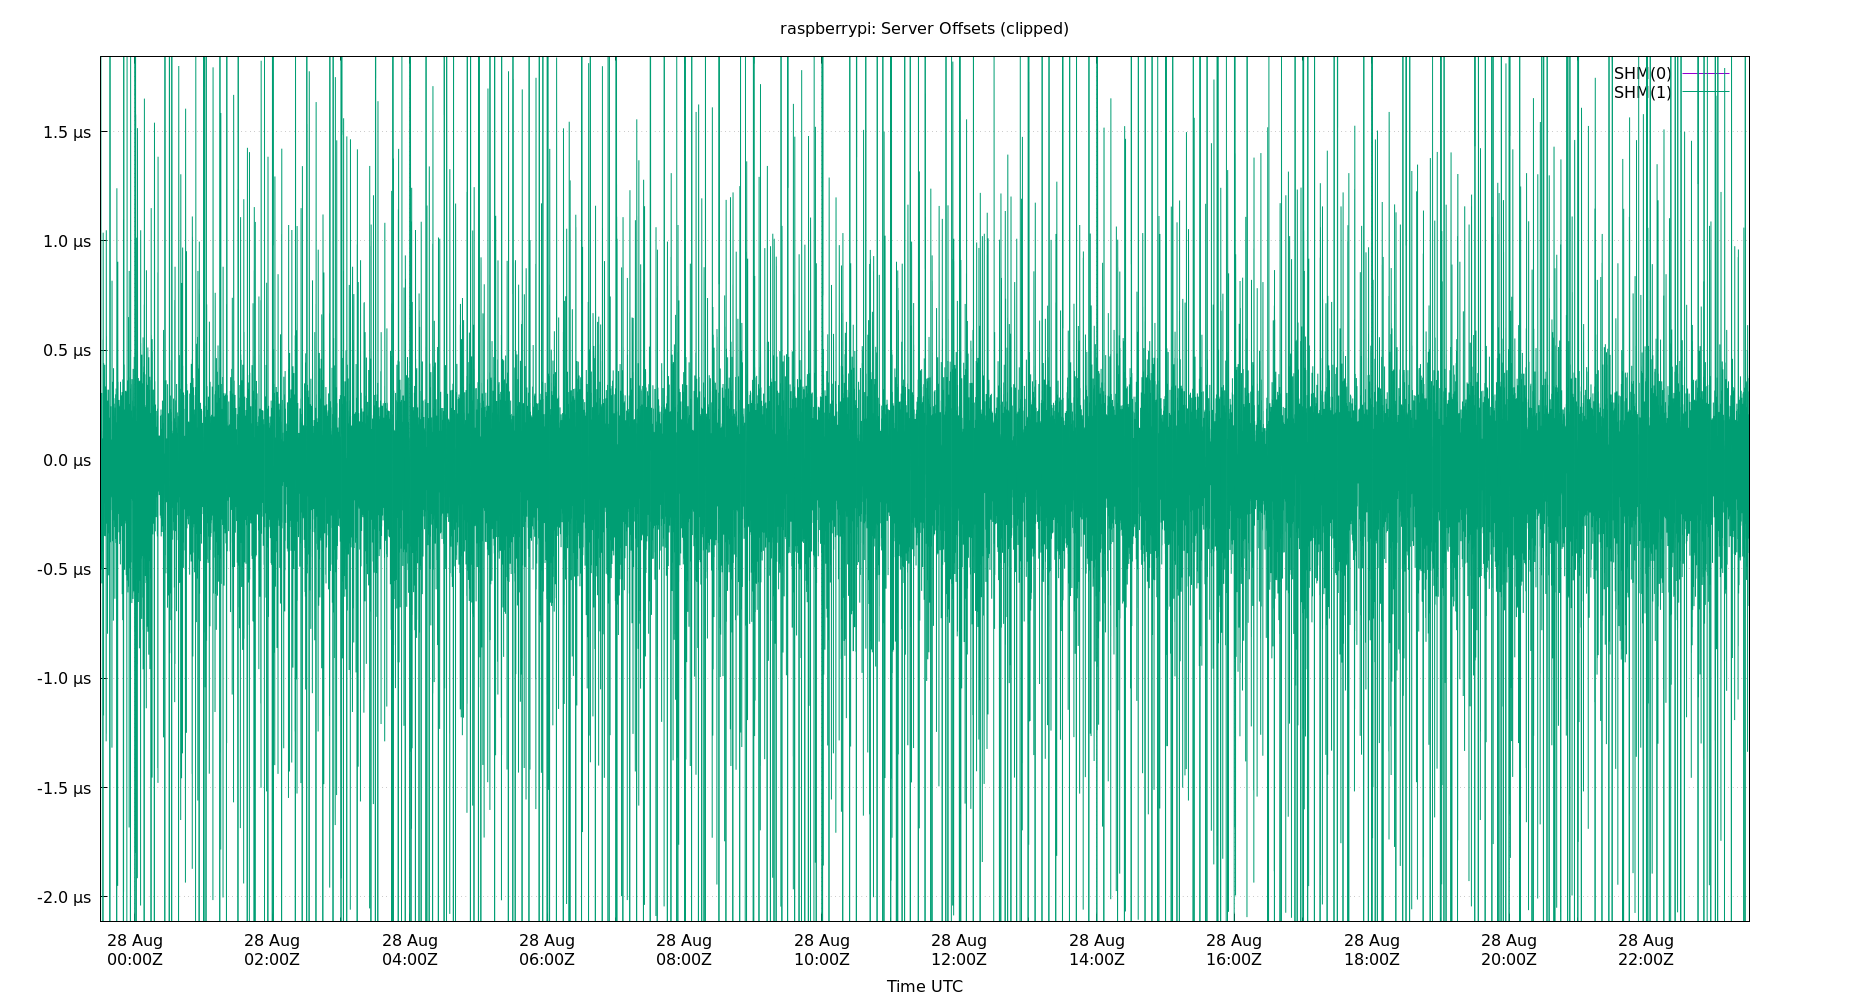 raspberrypi: Server Offsets (clipped)
SHM(0)
SHM(1)
1.5 µs
1.0 µs
0.5 µs
0.0 µs
-0.5 µs
-1.0 µs
-1.5 µs
-2.0 µs
28 Aug 28 Aug 28 Aug 28 Aug 28 Aug 28 Aug 28 Aug 28 Aug 28 Aug 28 Aug 28 Aug 28 Aug
00:00Z 02:00Z 04:00Z 06:00Z 08:00Z 10:00Z 12:00Z 14:00Z 16:00Z 18:00Z 20:00Z 22:00Z
Time UTC